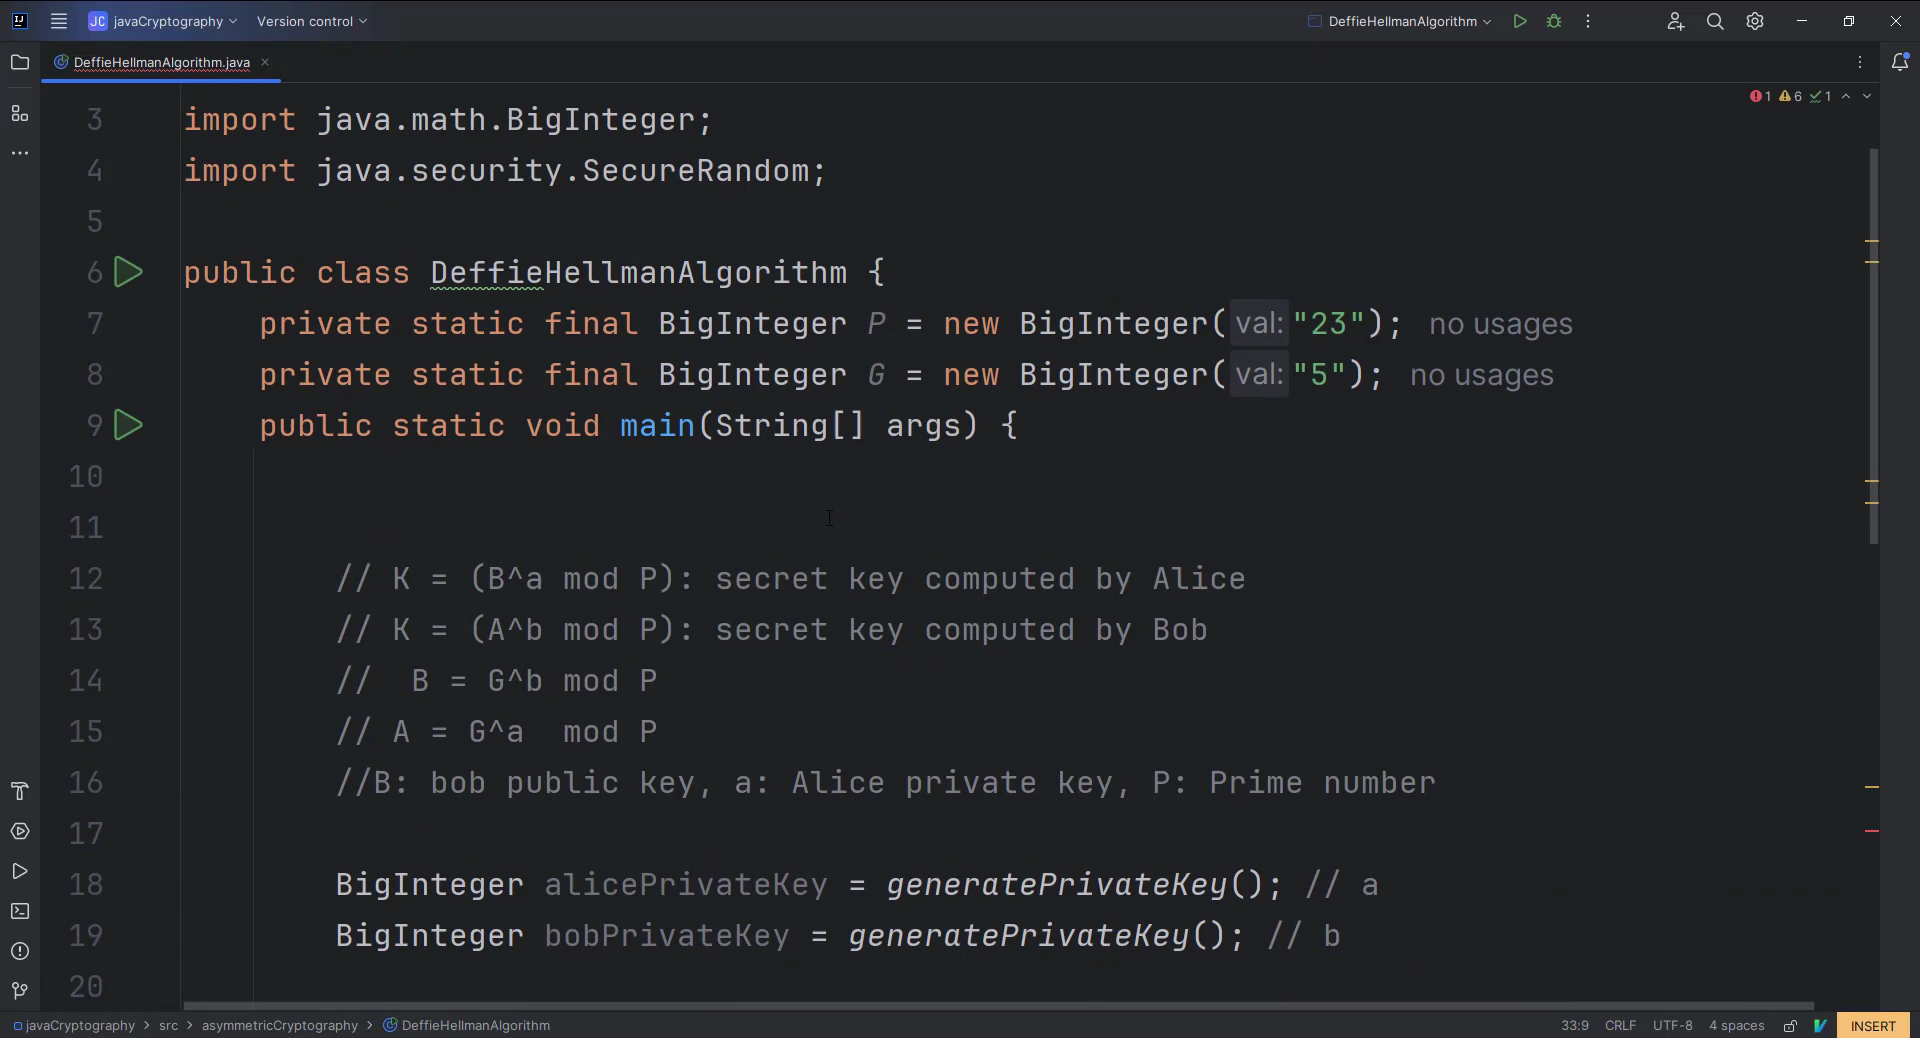 JC javaCryptography Version control DeffieHellmanAlgorithm
DeffieHellmanAlgorithm.java
1 6 1
3 import java.math.BigInteger;
4 import java.security.SecureRandom;
5
6 public class DeffieHellmanAlgorithm {
7 private static final BigInteger P = new BigInteger( val: "23"); no usages
8 private static final BigInteger G = new BigInteger( val: "5"); no usages
9 public static void main(String[] args) {
10
11
12 // K = (B^a mod P): secret key computed by Alice
13 // K = (A^b mod P): secret key computed by Bob
14 //  B = G^b mod P
15 // A = G^a  mod P
16 //B: bob public key, a: Alice private key, P: Prime number
17
18 BigInteger alicePrivateKey = generatePrivateKey(); // a
19 BigInteger bobPrivateKey = generatePrivateKey(); // b
20
javaCryptography > src > asymmetricCryptography > DeffieHellmanAlgorithm 33:9 CRLF UTF-8 4 spaces INSERT